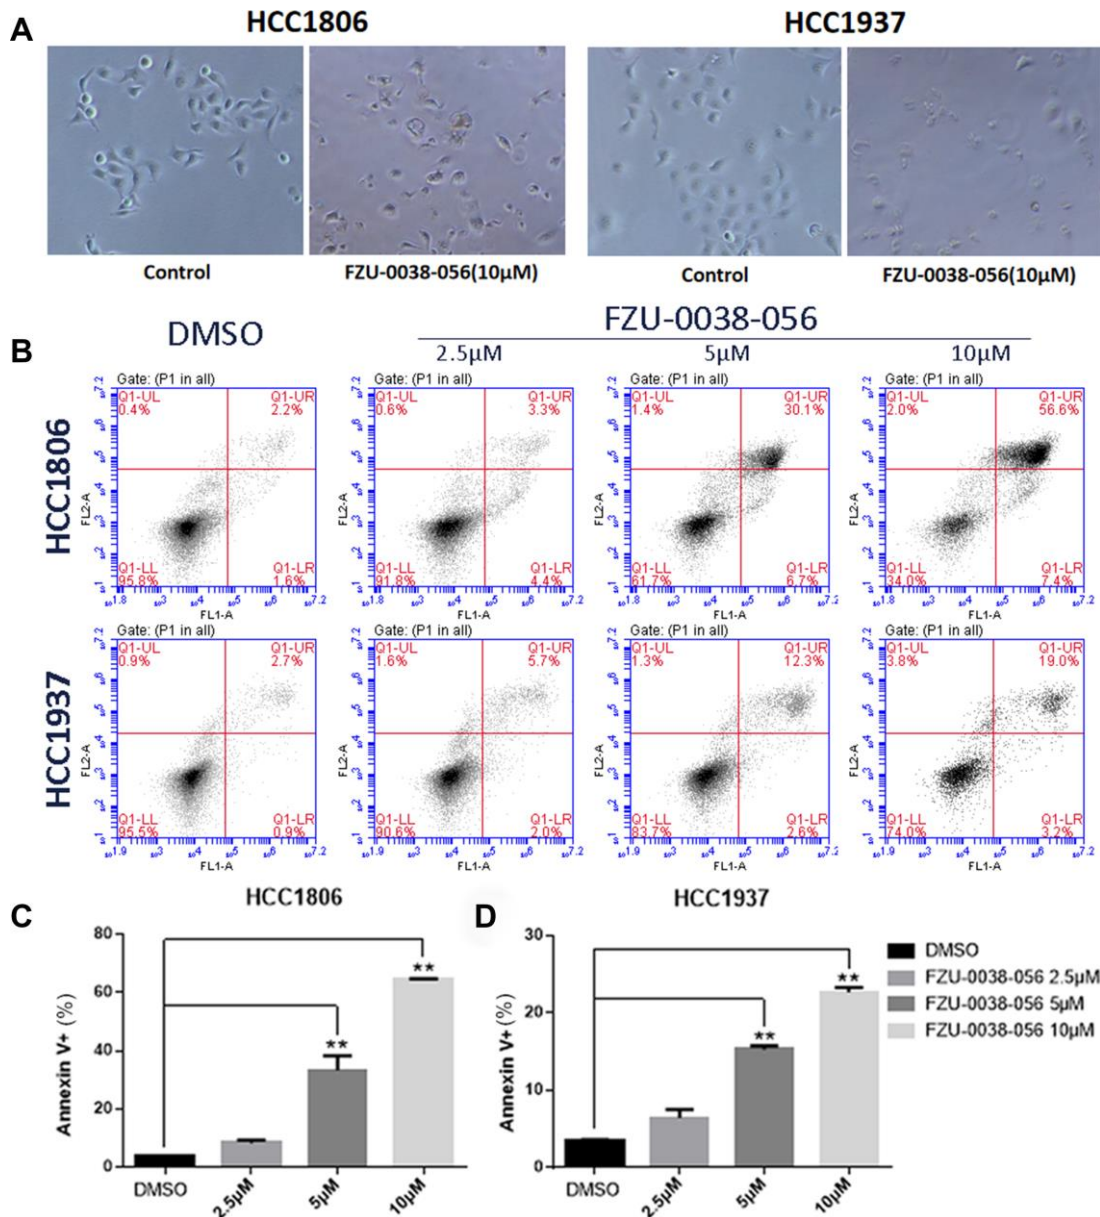 A
HCC1806
HCC1937
Control
FZU-0038-056(10μM)
Control
FZU-0038-056(10μM)
B
DMSO
FZU-0038-056
2.5μM
5μM
10μM
HCC1806
Gate: (P1 in all)
Q1-UL
0.4%
Q1-UR
2.2%
Q1-LL
95.8%
Q1-LR
1.6%
FL2-A
FL1-A
Gate: (P1 in all)
Q1-UL
0.6%
Q1-UR
3.3%
Q1-LL
91.8%
Q1-LR
4.4%
FL2-A
FL1-A
Gate: (P1 in all)
Q1-UL
1.4%
Q1-UR
30.1%
Q1-LL
61.7%
Q1-LR
6.7%
FL2-A
FL1-A
Gate: (P1 in all)
Q1-UL
2.0%
Q1-UR
56.6%
Q1-LL
34.0%
Q1-LR
7.4%
FL2-A
FL1-A
HCC1937
Gate: (P1 in all)
Q1-UL
0.9%
Q1-UR
2.7%
Q1-LL
95.5%
Q1-LR
0.9%
FL2-A
FL1-A
Gate: (P1 in all)
Q1-UL
1.6%
Q1-UR
5.7%
Q1-LL
90.6%
Q1-LR
2.0%
FL2-A
FL1-A
Gate: (P1 in all)
Q1-UL
1.3%
Q1-UR
12.3%
Q1-LL
83.7%
Q1-LR
2.6%
FL2-A
FL1-A
Gate: (P1 in all)
Q1-UL
3.8%
Q1-UR
19.0%
Q1-LL
74.0%
Q1-LR
3.2%
FL2-A
FL1-A
C
HCC1806
Annexin V+ (%)
80
60
40
20
0
**
**
DMSO
2.5μM
5μM
10μM
D
HCC1937
Annexin V+ (%)
30
20
10
0
**
**
DMSO
2.5μM
5μM
10μM
DMSO
FZU-0038-056 2.5μM
FZU-0038-056 5μM
FZU-0038-056 10μM